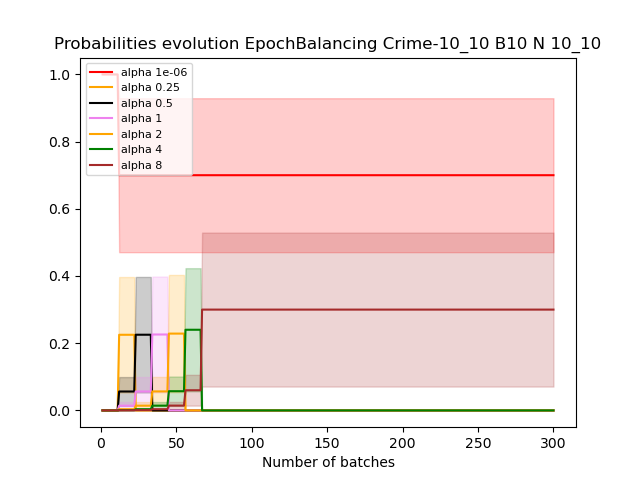 Probabilities evolution EpochBalancing Crime-10_10 B10 N 10_10
1.0
0.8
0.6
0.4
0.2
0.0
alpha 1e-06
alpha 0.25
alpha 0.5
alpha 1
alpha 2
alpha 4
alpha 8
0 50 100 150 200 250 300
Number of batches